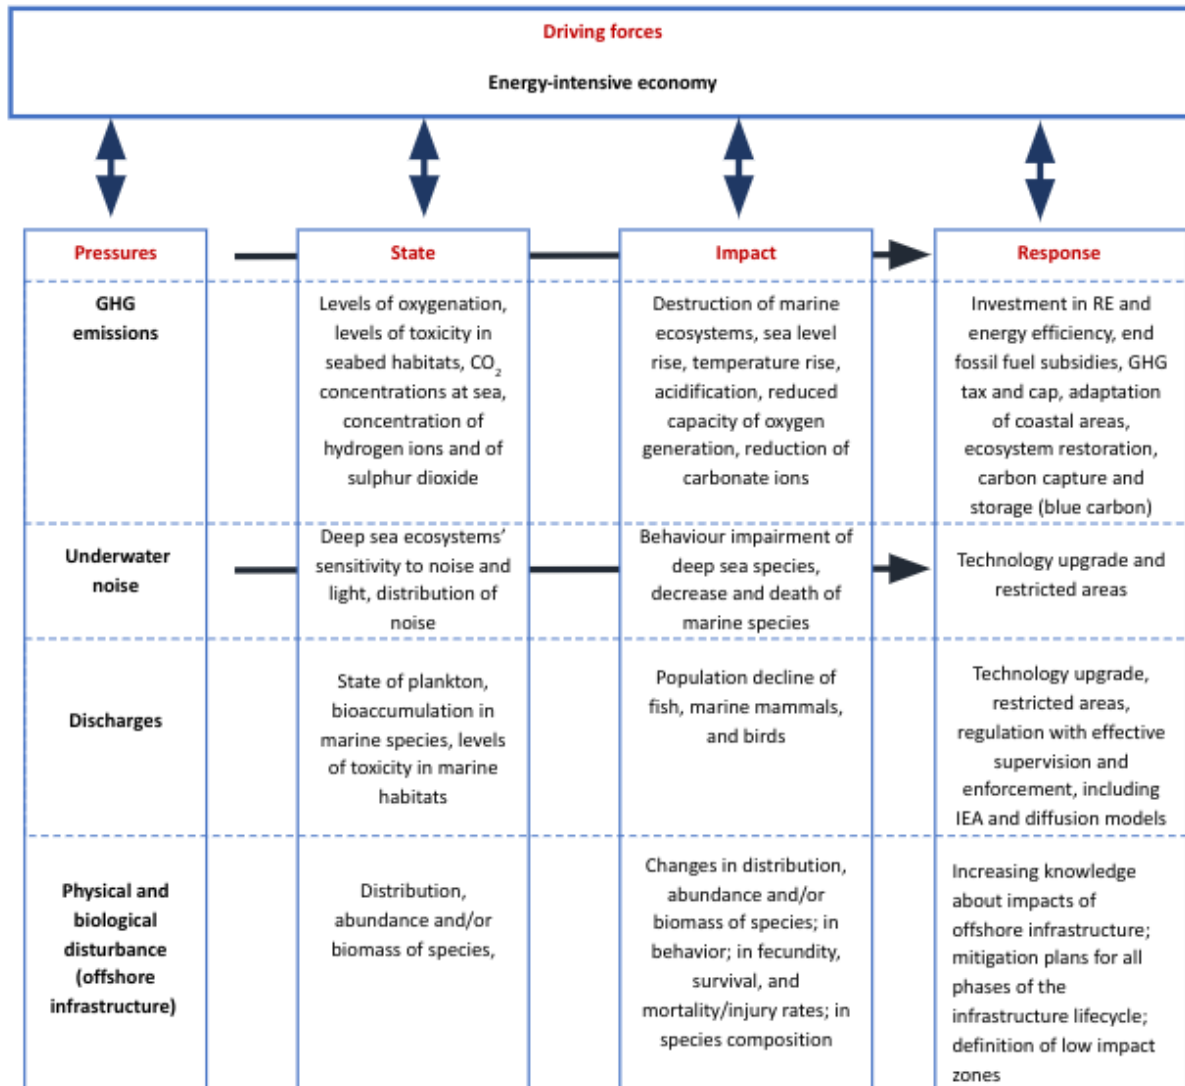 Driving forces
Energy-intensive economy
Pressures
State
Impact
Response
GHG
emissions
Levels of oxygenation,
levels of toxicity in
seabed habitats, CO₂
concentrations at sea,
concentration of
hydrogen ions and of
sulphur dioxide
Destruction of marine
ecosystems, sea level
rise, temperature rise,
acidification, reduced
capacity of oxygen
generation, reduction of
carbonate ions
Investment in RE and
energy efficiency, end
fossil fuel subsidies, GHG
tax and cap, adaptation
of coastal areas,
ecosystem restoration,
carbon capture and
storage (blue carbon)
Underwater
noise
Deep sea ecosystems’
sensitivity to noise and
light, distribution of
noise
Behaviour impairment of
deep sea species,
decrease and death of
marine species
Technology upgrade and
restricted areas
Discharges
State of plankton,
bioaccumulation in
marine species, levels
of toxicity in marine
habitats
Population decline of
fish, marine mammals,
and birds
Technology upgrade,
restricted areas,
regulation with effective
supervision and
enforcement, including
IEA and diffusion models
Physical and
biological
disturbance
(offshore
infrastructure)
Distribution,
abundance and/or
biomass of species,
Changes in distribution,
abundance and/or
biomass of species; in
behavior; in fecundity,
survival, and
mortality/injury rates; in
species composition
Increasing knowledge
about impacts of
offshore infrastructure;
mitigation plans for all
phases of the
infrastructure lifecycle;
definition of low impact
zones